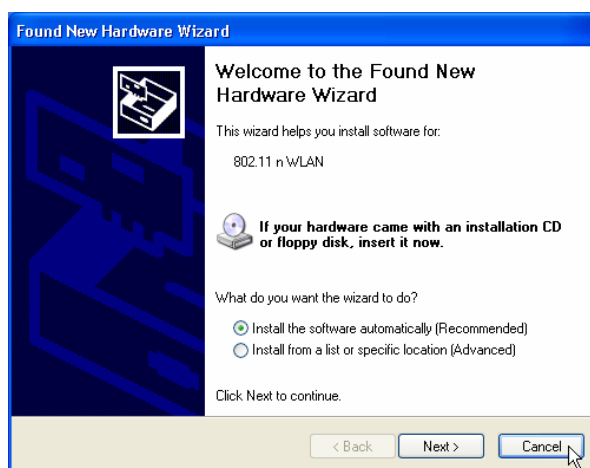 Found New Hardware Wizard
Welcome to the Found New
Hardware Wizard
This wizard helps you install software for:
802.11 n WLAN
If your hardware came with an installation CD
or floppy disk, insert it now.
What do you want the wizard to do?
Install the software automatically (Recommended)
Install from a list or specific location (Advanced)
Click Next to continue.
< Back Next > Cancel